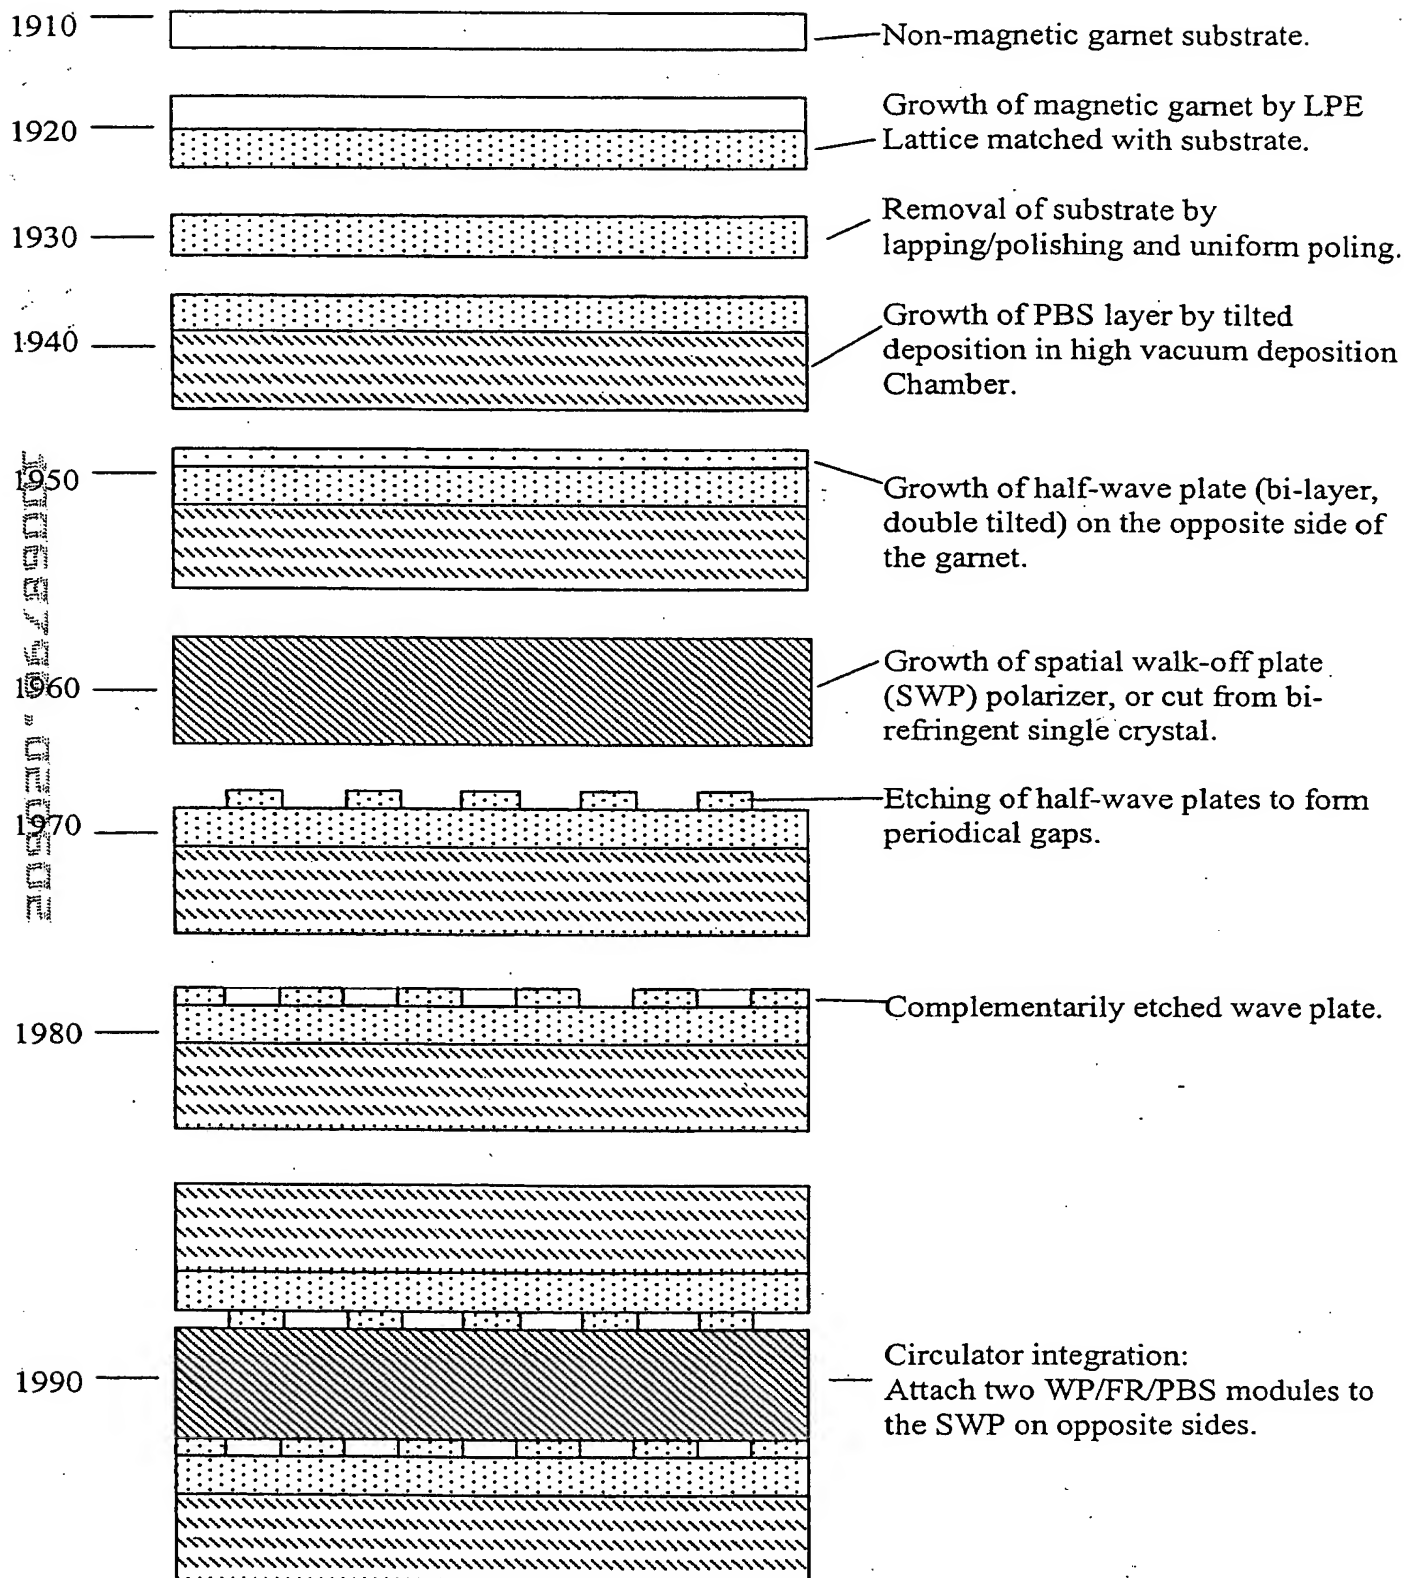 1910
Non-magnetic garnet substrate.
1920
Growth of magnetic garnet by LPE
Lattice matched with substrate.
1930
Removal of substrate by
lapping/polishing and uniform poling.
1940
Growth of PBS layer by tilted
deposition in high vacuum deposition
Chamber.
1950
Growth of half-wave plate (bi-layer,
double tilted) on the opposite side of
the garnet.
1960
Growth of spatial walk-off plate
(SWP) polarizer, or cut from bi-
refringent single crystal.
1970
Etching of half-wave plates to form
periodical gaps.
1980
Complementarily etched wave plate.
1990
Circulator integration:
Attach two WP/FR/PBS modules to
the SWP on opposite sides.